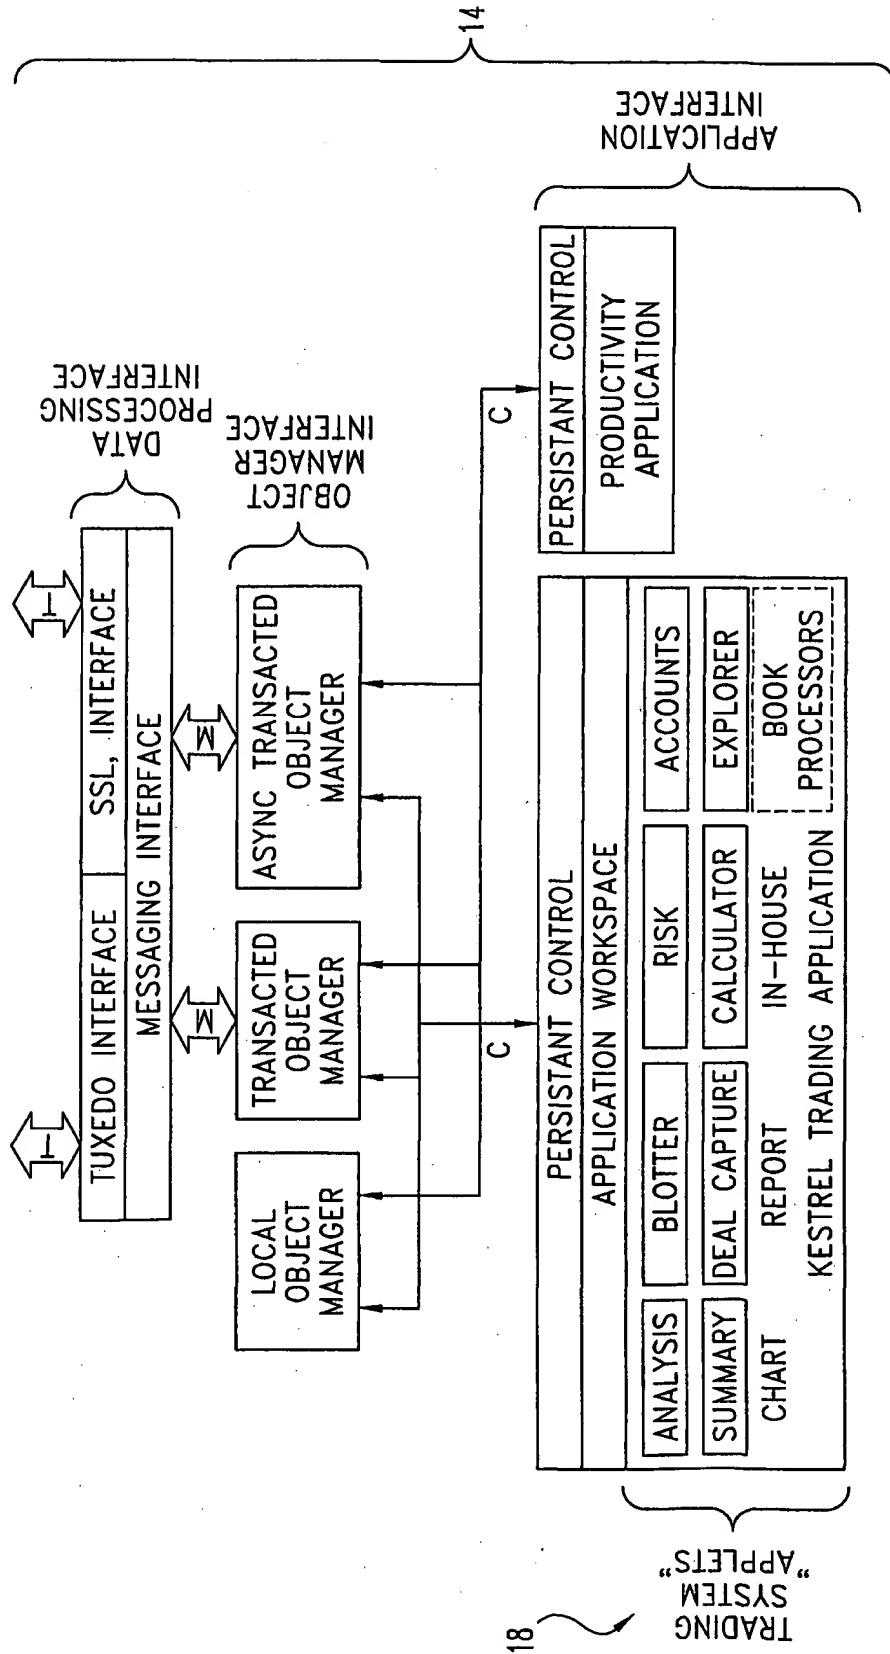 14
T
T
DATA
PROCESSING
INTERFACE
TUXEDO INTERFACE
SSL, INTERFACE
MESSAGING INTERFACE
M
M
OBJECT
MANAGER
INTERFACE
LOCAL
OBJECT
MANAGER
TRANSACTED
OBJECT
MANAGER
ASYNC TRANSACTED
OBJECT
MANAGER
C
C
APPLICATION
INTERFACE
PERSISTANT CONTROL
APPLICATION WORKSPACE
PERSISTANT CONTROL
PRODUCTIVITY
APPLICATION
18
TRADING
SYSTEM
"APPLETS"
ANALYSIS
BLOTTER
RISK
ACCOUNTS
SUMMARY
DEAL CAPTURE
CALCULATOR
EXPLORER
CHART
REPORT
IN-HOUSE
BOOK
PROCESSORS
KESTREL TRADING APPLICATION